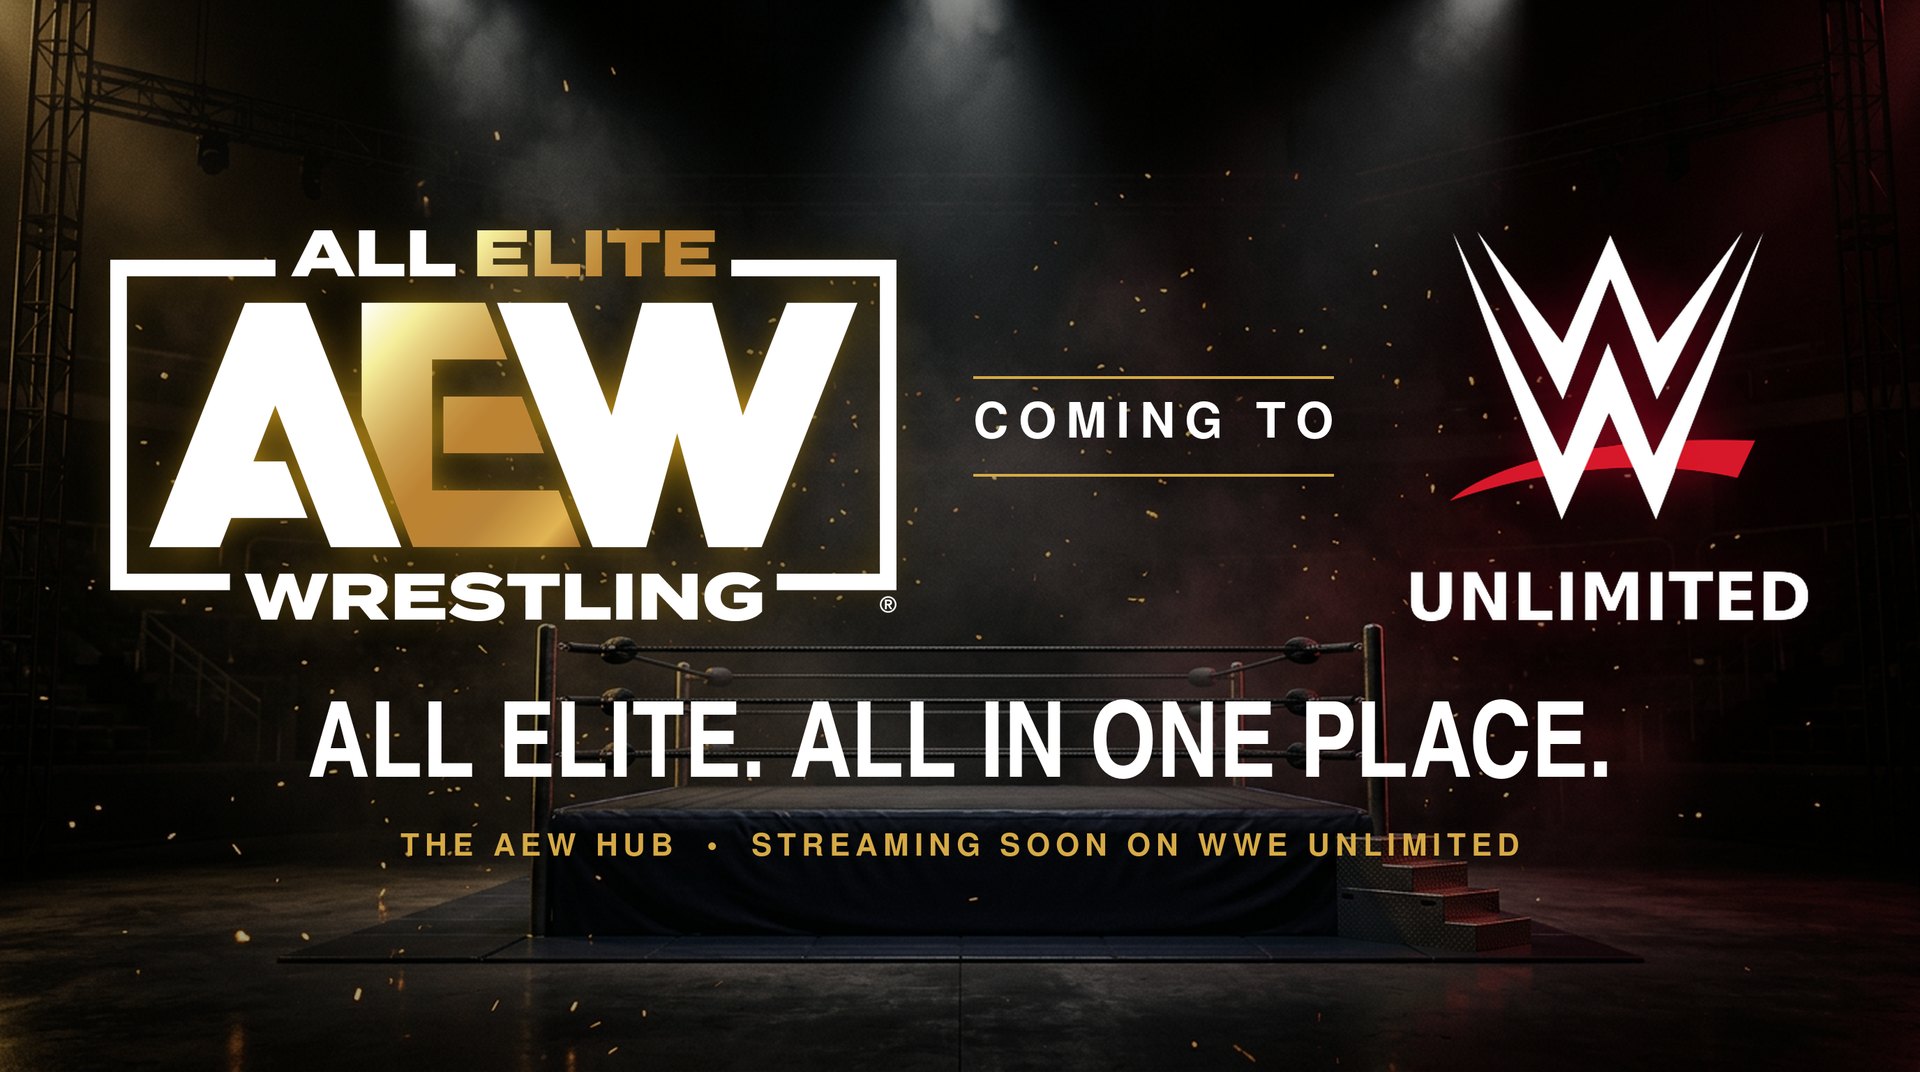 ALL ELITE
AEW
WRESTLING
®
COMING TO
W
UNLIMITED
ALL ELITE. ALL IN ONE PLACE.
THE AEW HUB • STREAMING SOON ON WWE UNLIMITED